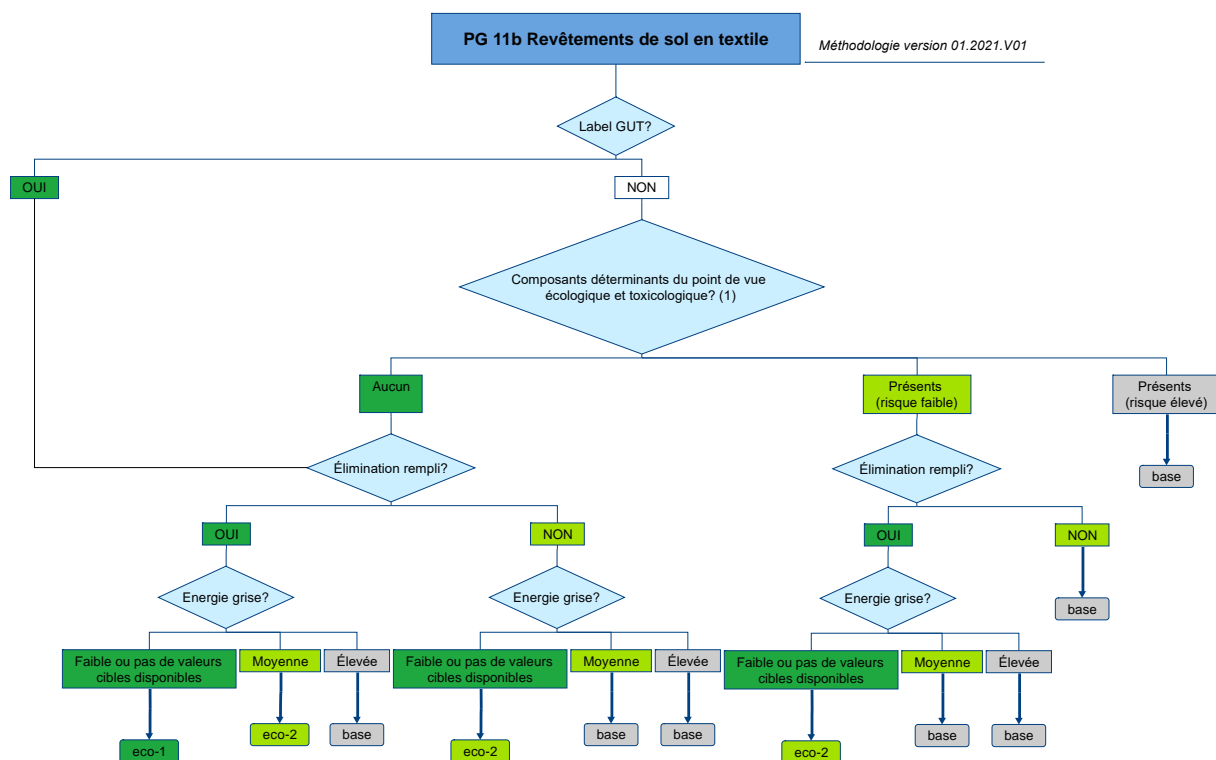 PG 11b Revêtements de sol en textile
Méthodologie version 01.2021.V01
Label GUT?
OUI
NON
Composants déterminants du point de vue
écologique et toxicologique? (1)
Aucun
Présents
(risque faible)
Présents
(risque élevé)
Élimination rempli?
Élimination rempli?
base
OUI
NON
OUI
NON
Energie grise?
Energie grise?
Energie grise?
base
Faible ou pas de valeurs
cibles disponibles
Moyenne
Élevée
Faible ou pas de valeurs
cibles disponibles
Moyenne
Élevée
Faible ou pas de valeurs
cibles disponibles
Moyenne
Élevée
eco-1
eco-2
base
eco-2
base
base
eco-2
base
base